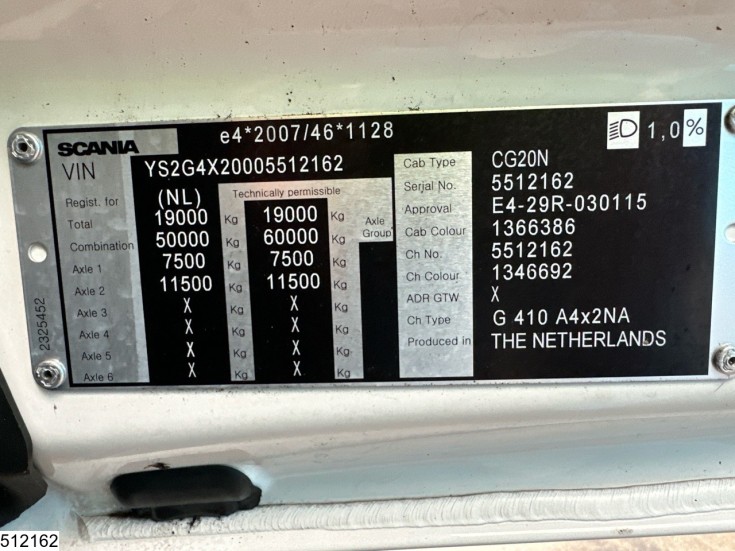 SCANIA e4*2007/46*1128 1,0%
VIN YS2G4X20005512162
Regist. for (NL) Technically permissible
Total 19000 Kg 19000 Kg Axle Group
Combination 50000 Kg 60000 Kg
Axle 1 7500 Kg 7500 Kg
Axle 2 11500 Kg 11500 Kg
Axle 3 X Kg X Kg
Axle 4 X Kg X Kg
Axle 5 X Kg X Kg
Axle 6 X Kg X Kg
Cab Type CG20N
Serial No. 5512162
Approval E4-29R-030115
Cab Colour 1366386
Ch No. 5512162
Ch Colour 1346692
ADR GTW X
Ch Type G 410 A4x2NA
Produced in THE NETHERLANDS
2325452
512162